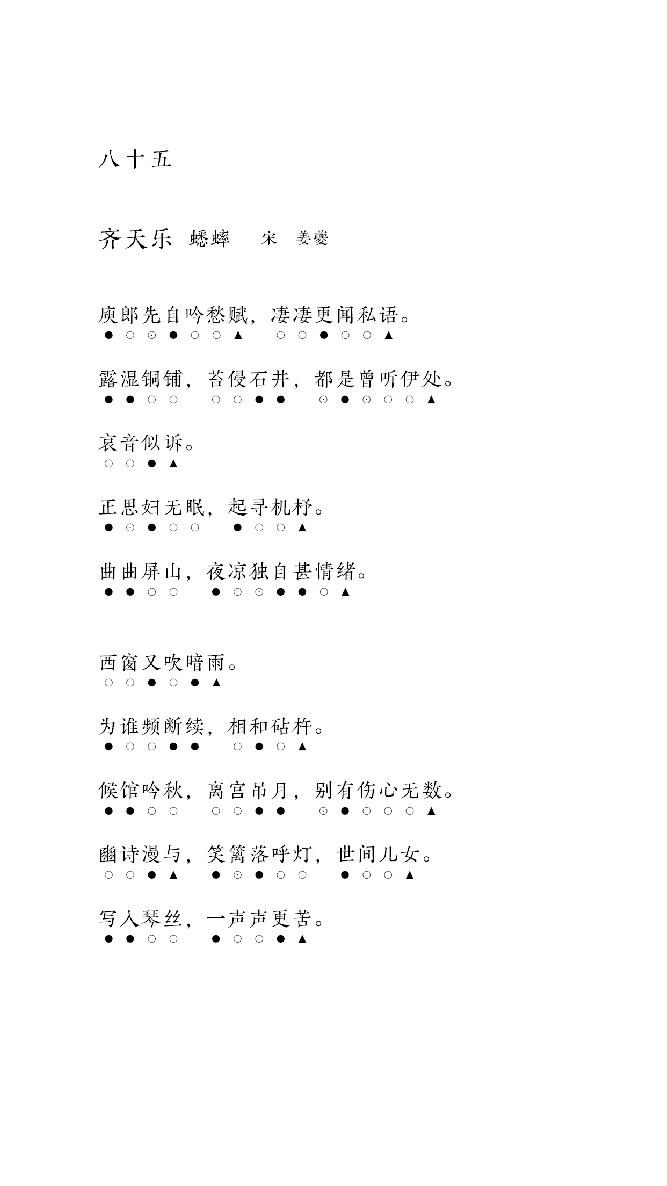 八十五
齐天乐 蟋蟀 宋 姜夔
庾郎先自吟愁赋，凄凄更闻私语。
●○⊙●○○▲ ○○●○○▲
露湿铜铺，苔侵石井，都是曾听伊处。
●●○○ ○○●● ⊙●⊙○○▲
哀音似诉。
○○●▲
正思妇无眠，起寻机杼。
●⊙●○○ ●○○▲
曲曲屏山，夜凉独自甚情绪。
●●○○ ●○⊙●●○▲
西窗又吹暗雨。
○○●○●▲
为谁频断续，相和砧杵。
●○○●● ○●○▲
候馆吟秋，离宫吊月，别有伤心无数。
●●○○ ○○●● ⊙●○○○▲
豳诗漫与，笑篱落呼灯，世间儿女。
○○●▲ ●⊙●○○ ●○○▲
写入琴丝，一声声更苦。
●●○○ ●○○●▲